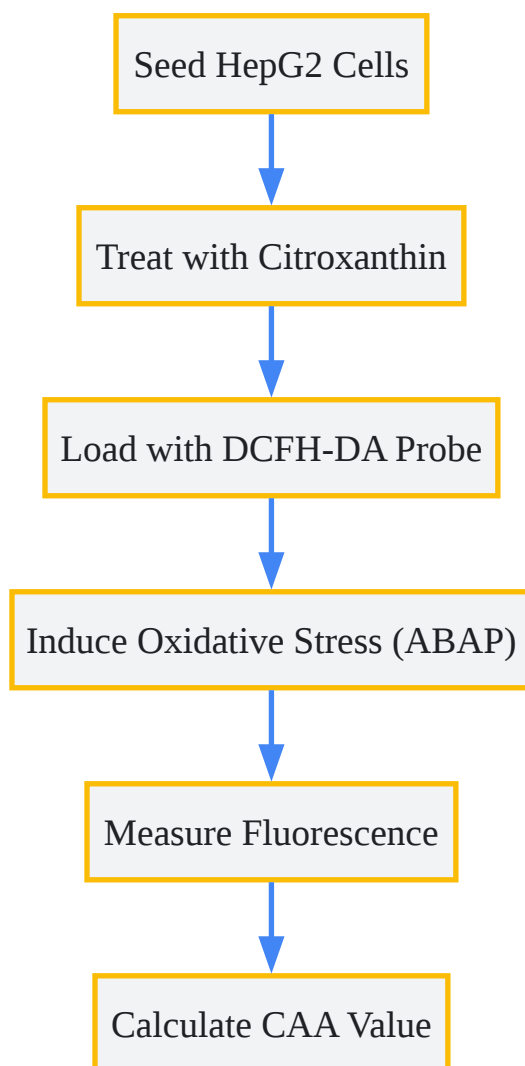 Seed HepG2 Cells
Treat with Citroxanthin
Load with DCFH-DA Probe
Induce Oxidative Stress (ABAP)
Measure Fluorescence
Calculate CAA Value